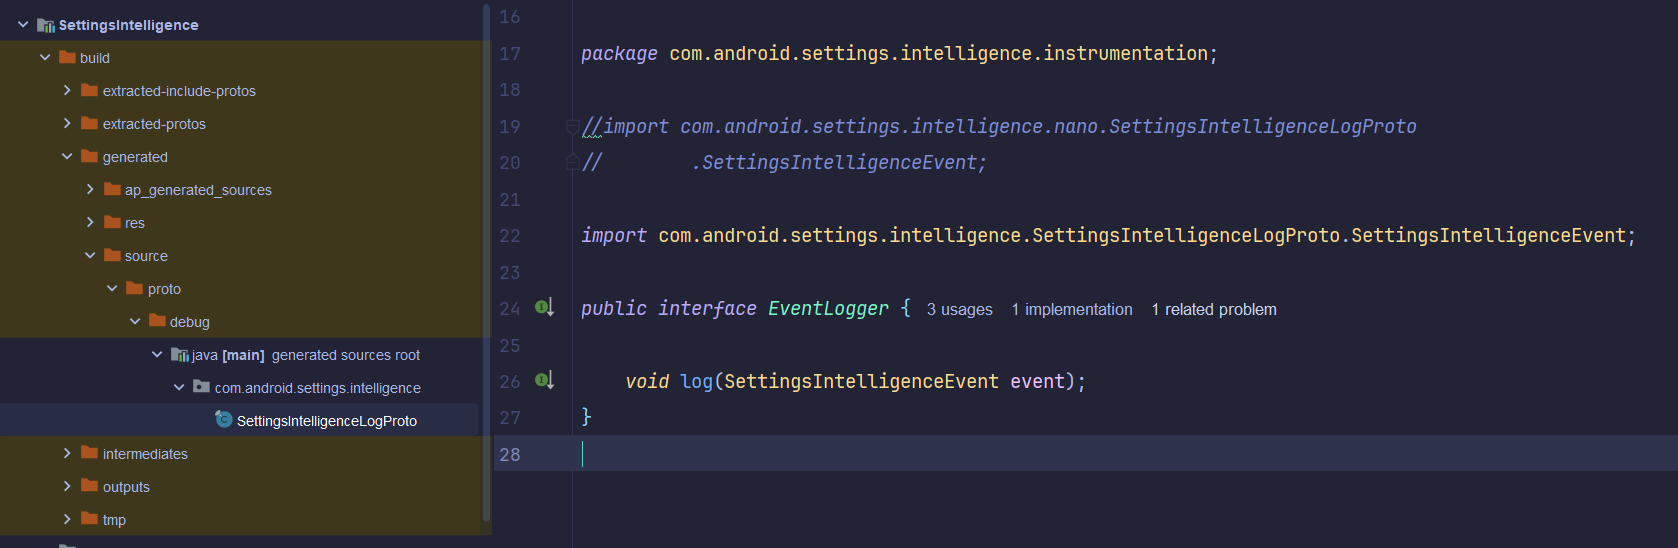 SettingsIntelligence
build
extracted-include-protos
extracted-protos
generated
ap_generated_sources
res
source
proto
debug
java [main] generated sources root
com.android.settings.intelligence
SettingsIntelligenceLogProto
intermediates
outputs
tmp
16
17 package com.android.settings.intelligence.instrumentation;
18
19 //import com.android.settings.intelligence.nano.SettingsIntelligenceLogProto
20 //        .SettingsIntelligenceEvent;
21
22 import com.android.settings.intelligence.SettingsIntelligenceLogProto.SettingsIntelligenceEvent;
23
24 public interface EventLogger { 3 usages 1 implementation 1 related problem
25
26     void log(SettingsIntelligenceEvent event);
27 }
28